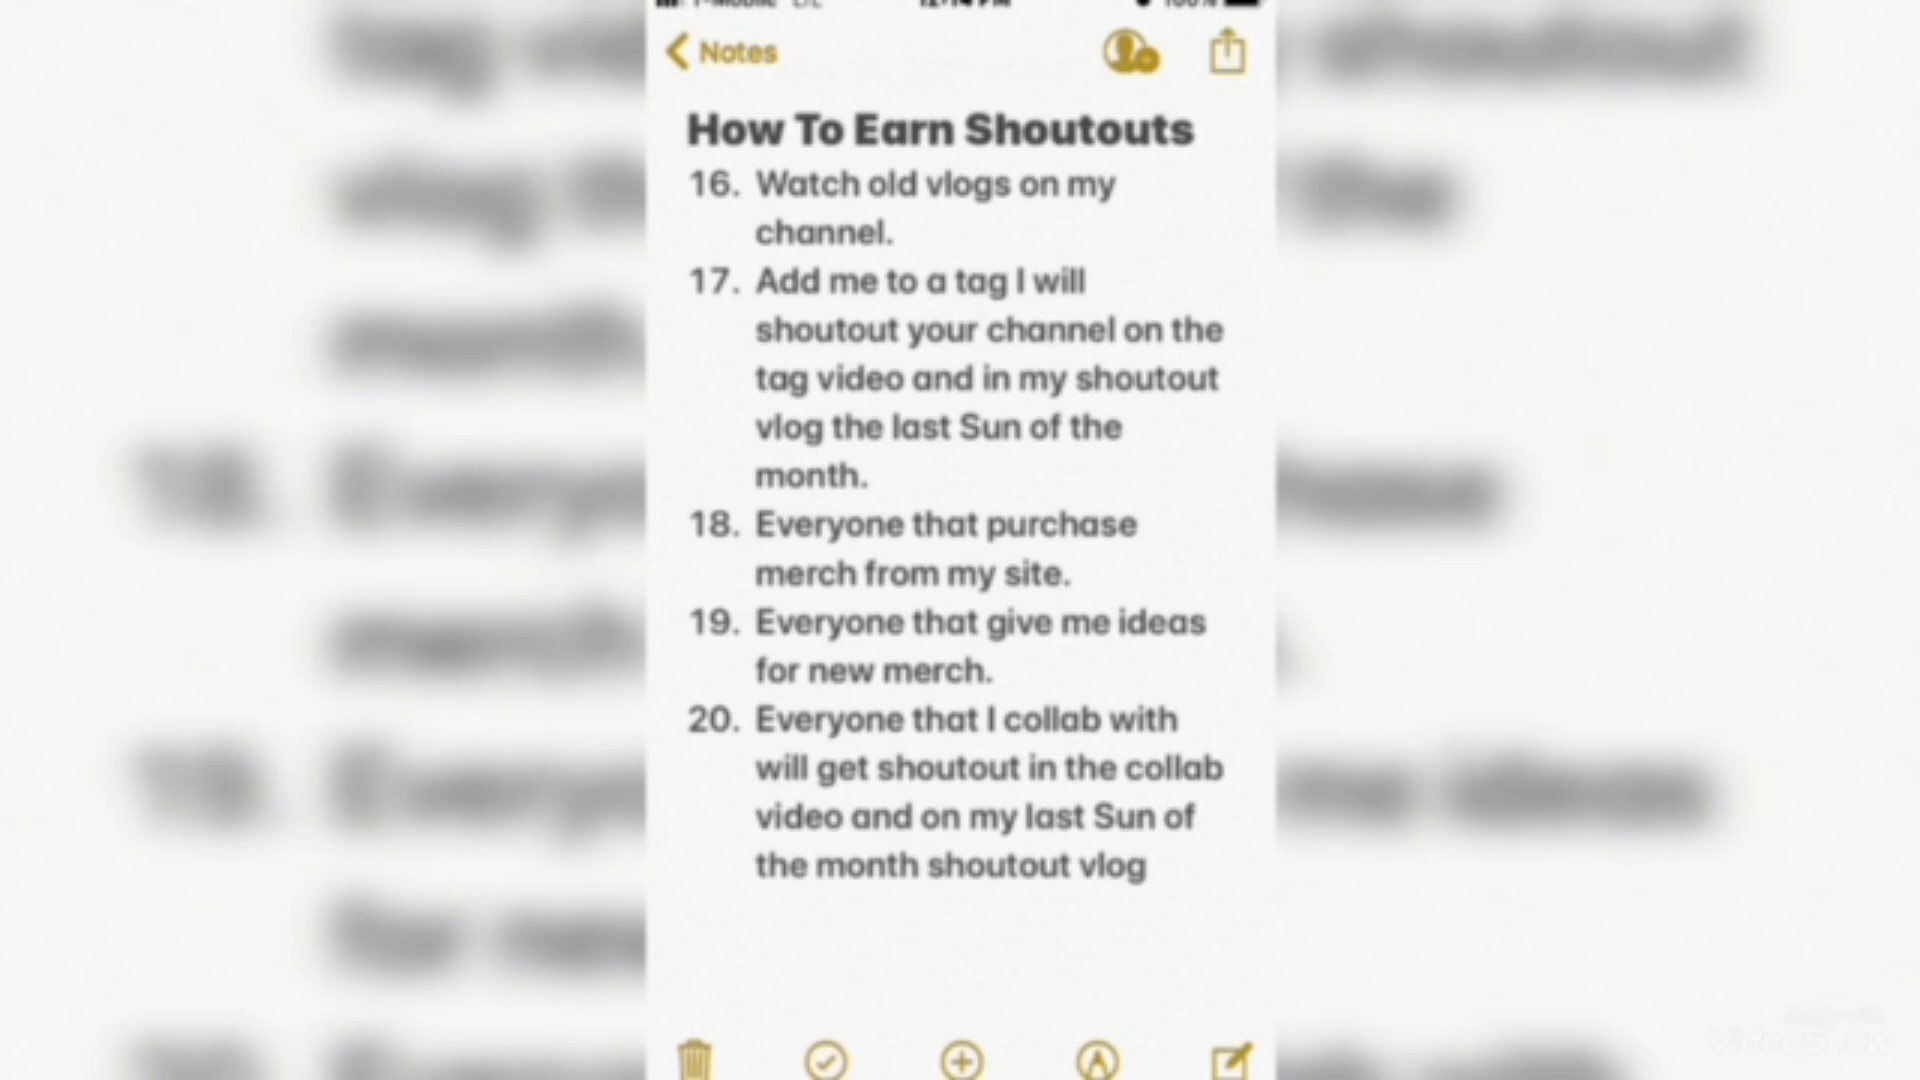 Notes
How To Earn Shoutouts
16. Watch old vlogs on my
channel.
17. Add me to a tag I will
shoutout your channel on the
tag video and in my shoutout
vlog the last Sun of the
month.
18. Everyone that purchase
merch from my site.
19. Everyone that give me ideas
for new merch.
20. Everyone that I collab with
will get shoutout in the collab
video and on my last Sun of
the month shoutout vlog